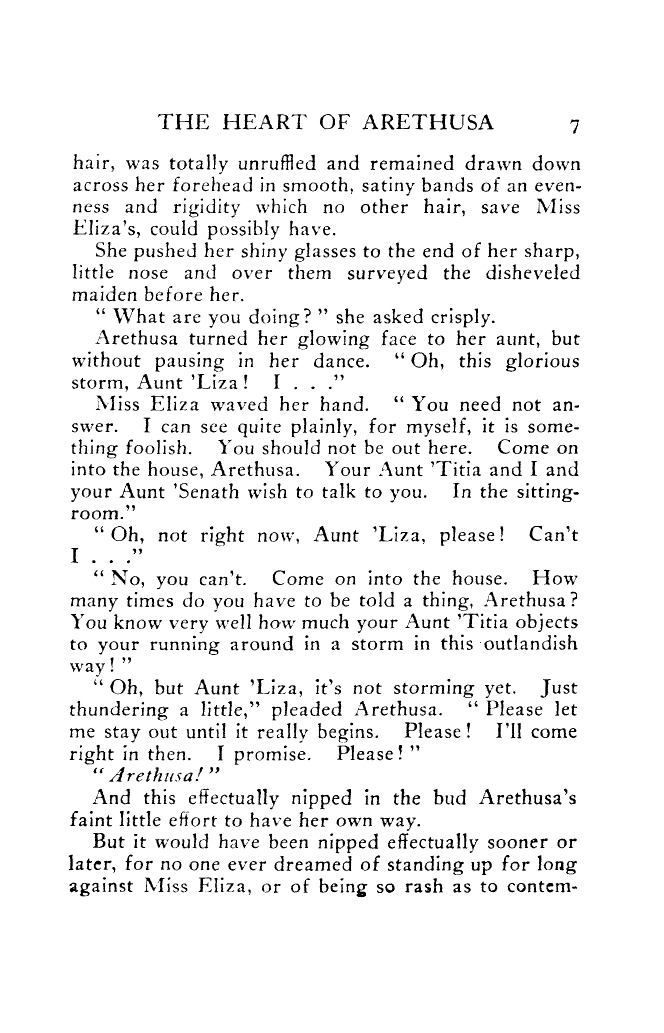 THE HEART OF ARETHUSA 7
hair, was totally unruffled and remained drawn down
across her forehead in smooth, satiny bands of an even-
ness and rigidity which no other hair, save Miss
Eliza's, could possibly have.
She pushed her shiny glasses to the end of her sharp,
little nose and over them surveyed the disheveled
maiden before her.
“ What are you doing? ” she asked crisply.
Arethusa turned her glowing face to her aunt, but
without pausing in her dance. “ Oh, this glorious
storm, Aunt 'Liza! I . . .”
Miss Eliza waved her hand. “ You need not an-
swer. I can see quite plainly, for myself, it is some-
thing foolish. You should not be out here. Come on
into the house, Arethusa. Your Aunt 'Titia and I and
your Aunt 'Senath wish to talk to you. In the sitting-
room.”
“ Oh, not right now, Aunt 'Liza, please! Can't
I . . .”
“ No, you can't. Come on into the house. How
many times do you have to be told a thing, Arethusa?
You know very well how much your Aunt 'Titia objects
to your running around in a storm in this outlandish
way! ”
“ Oh, but Aunt 'Liza, it's not storming yet. Just
thundering a little,” pleaded Arethusa. “ Please let
me stay out until it really begins. Please! I'll come
right in then. I promise. Please! ”
“ Arethusa! ”
And this effectually nipped in the bud Arethusa's
faint little effort to have her own way.
But it would have been nipped effectually sooner or
later, for no one ever dreamed of standing up for long
against Miss Eliza, or of being so rash as to contem-